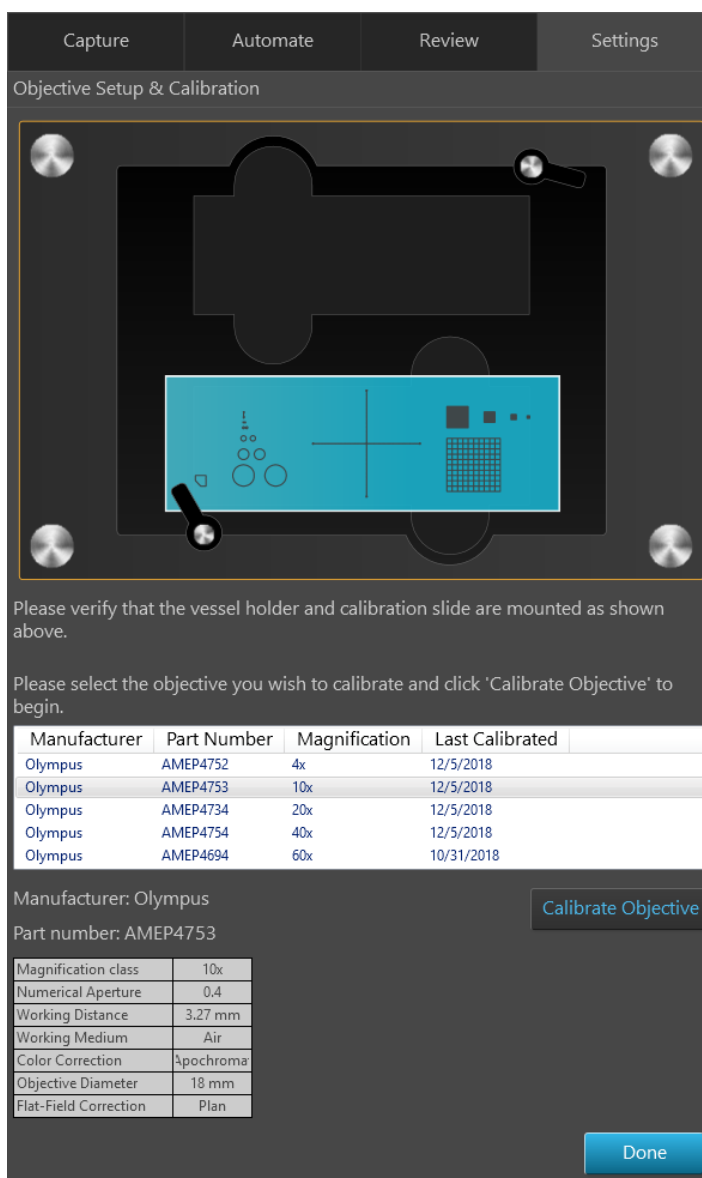 Capture Automate Review Settings
Objective Setup & Calibration
Please verify that the vessel holder and calibration slide are mounted as shown
above.
Please select the objective you wish to calibrate and click 'Calibrate Objective' to
begin.
Manufacturer Part Number Magnification Last Calibrated
Olympus AMEP4752 4x 12/5/2018
Olympus AMEP4753 10x 12/5/2018
Olympus AMEP4734 20x 12/5/2018
Olympus AMEP4754 40x 12/5/2018
Olympus AMEP4694 60x 10/31/2018
Manufacturer: Olympus
Calibrate Objective
Part number: AMEP4753
Magnification class 10x
Numerical Aperture 0.4
Working Distance 3.27 mm
Working Medium Air
Color Correction
Objective Diameter 18 mm
Flat-Field Correction Plan
Done